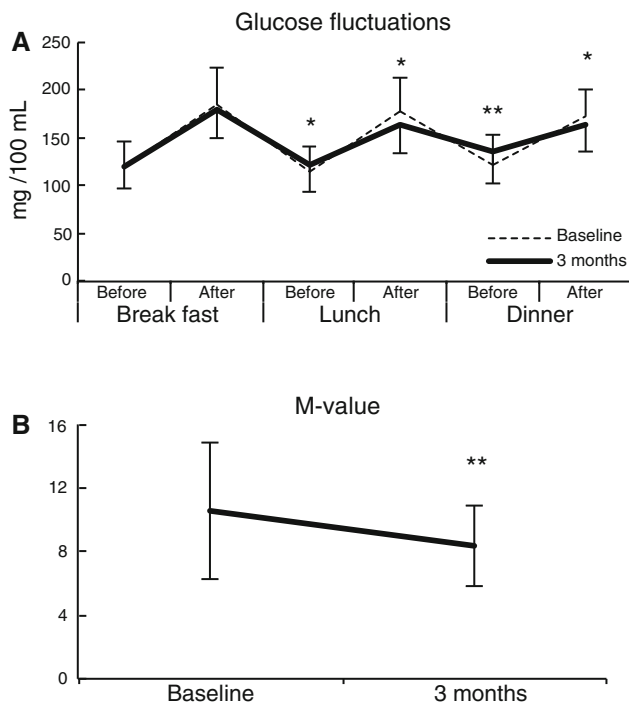 Glucose fluctuations
A
250
*
*
200
**
*
150
mg /100 mL
100
50
Baseline
3 months
0
Before After Before After Before After
Break fast Lunch Dinner
M-value
B
16
**
12
8
4
0
Baseline 3 months